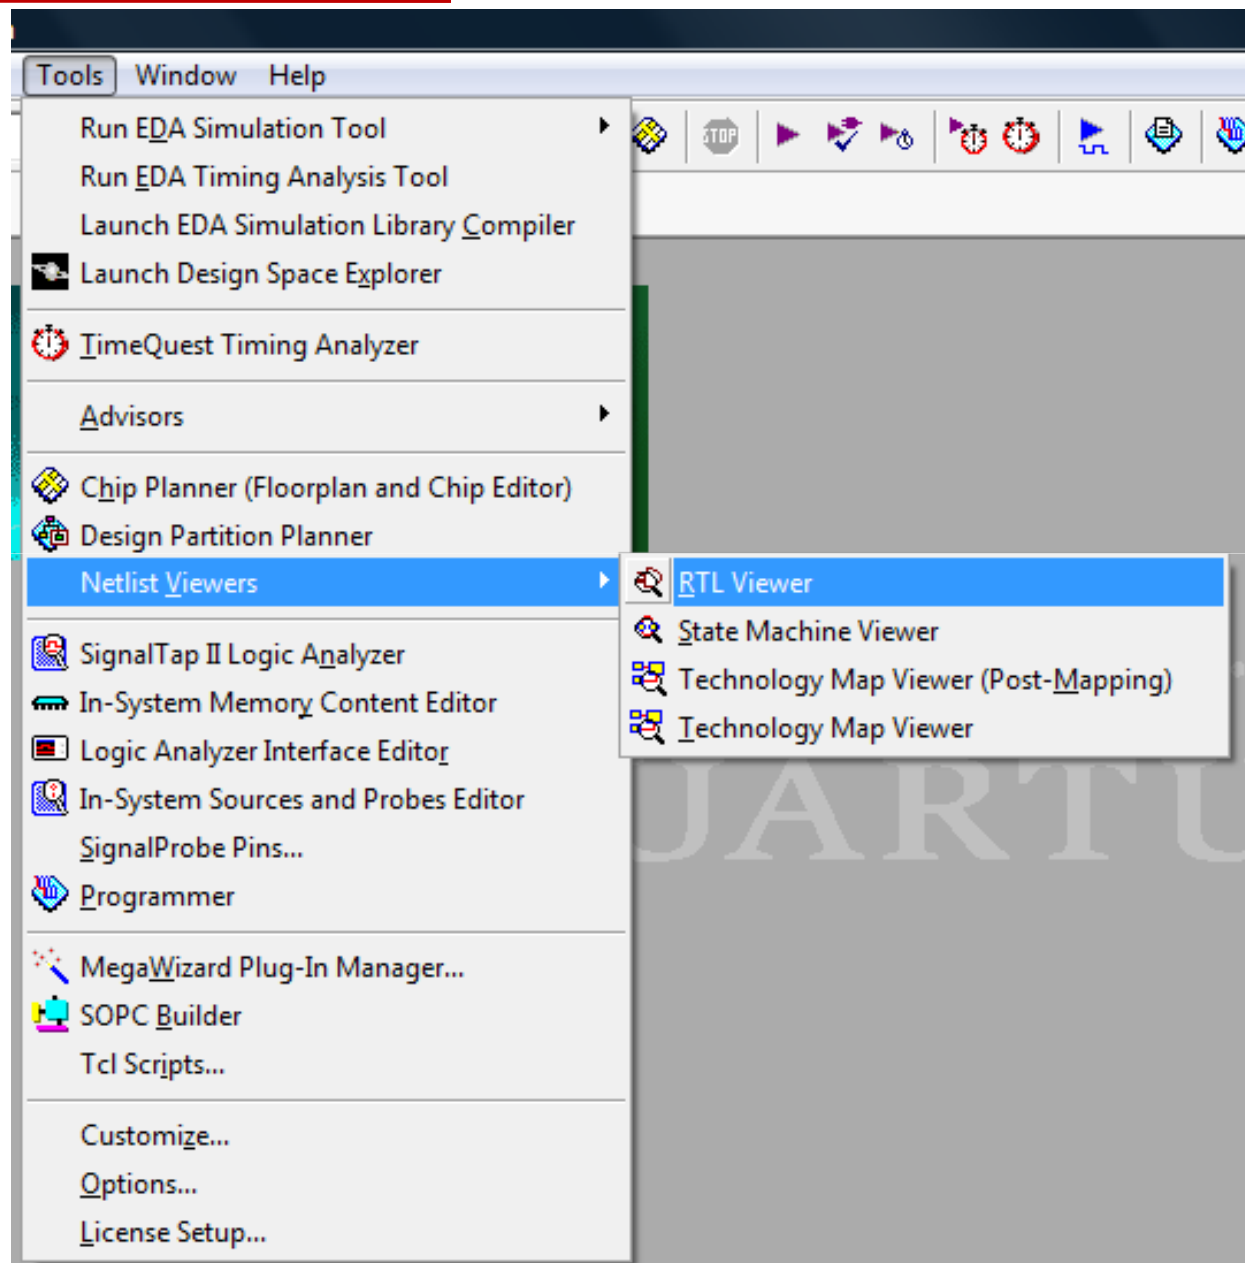 Tools Window Help
Run EDA Simulation Tool
STOP
Run EDA Timing Analysis Tool
Launch EDA Simulation Library Compiler
Launch Design Space Explorer
TimeQuest Timing Analyzer
Advisors
Chip Planner (Floorplan and Chip Editor)
Design Partition Planner
Netlist Viewers
RTL Viewer
State Machine Viewer
Technology Map Viewer (Post-Mapping)
Technology Map Viewer
SignalTap II Logic Analyzer
In-System Memory Content Editor
Logic Analyzer Interface Editor
In-System Sources and Probes Editor
SignalProbe Pins...
Programmer
MegaWizard Plug-In Manager...
SOPC Builder
Tcl Scripts...
Customize...
Options...
License Setup...
UARTU